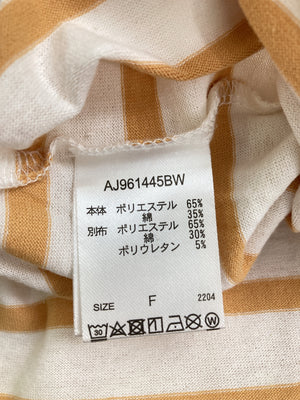 AJ961445BW
本体 ポリエステル 65%
綿 35%
別布 ポリエステル 65%
綿 30%
ポリウレタン 5%
SIZE F 2204
30 W